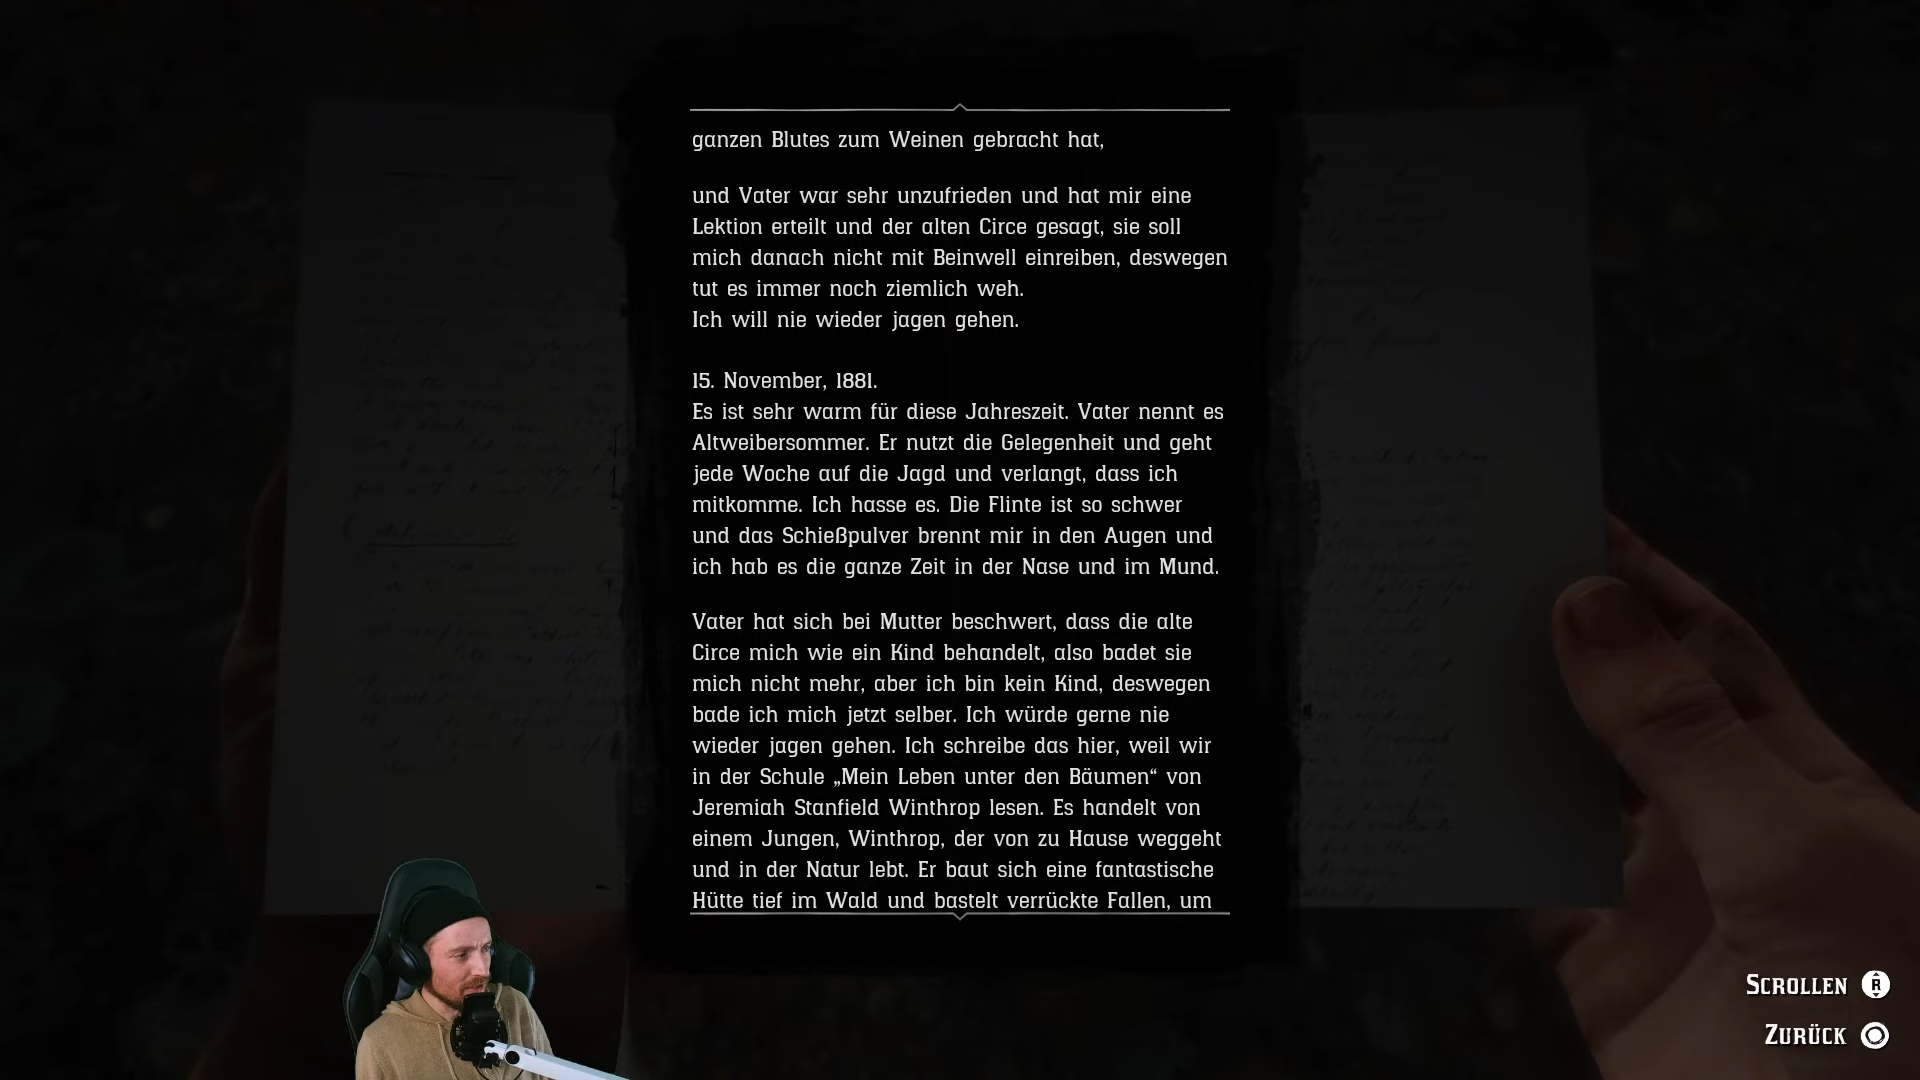 ganzen Blutes zum Weinen gebracht hat,
und Vater war sehr unzufrieden und hat mir eine
Lektion erteilt und der alten Circe gesagt, sie soll
mich danach nicht mit Beinwell einreiben, deswegen
tut es immer noch ziemlich weh.
Ich will nie wieder jagen gehen.
15. November, 1881.
Es ist sehr warm für diese Jahreszeit. Vater nennt es
Altweibersommer. Er nutzt die Gelegenheit und geht
jede Woche auf die Jagd und verlangt, dass ich
mitkomme. Ich hasse es. Die Flinte ist so schwer
und das Schießpulver brennt mir in den Augen und
ich hab es die ganze Zeit in der Nase und im Mund.
Vater hat sich bei Mutter beschwert, dass die alte
Circe mich wie ein Kind behandelt, also badet sie
mich nicht mehr, aber ich bin kein Kind, deswegen
bade ich mich jetzt selber. Ich würde gerne nie
wieder jagen gehen. Ich schreibe das hier, weil wir
in der Schule „Mein Leben unter den Bäumen“ von
Jeremiah Stanfield Winthrop lesen. Es handelt von
einem Jungen, Winthrop, der von zu Hause weggeht
und in der Natur lebt. Er baut sich eine fantastische
Hütte tief im Wald und bastelt verrückte Fallen, um
SCROLLEN R
ZURÜCK